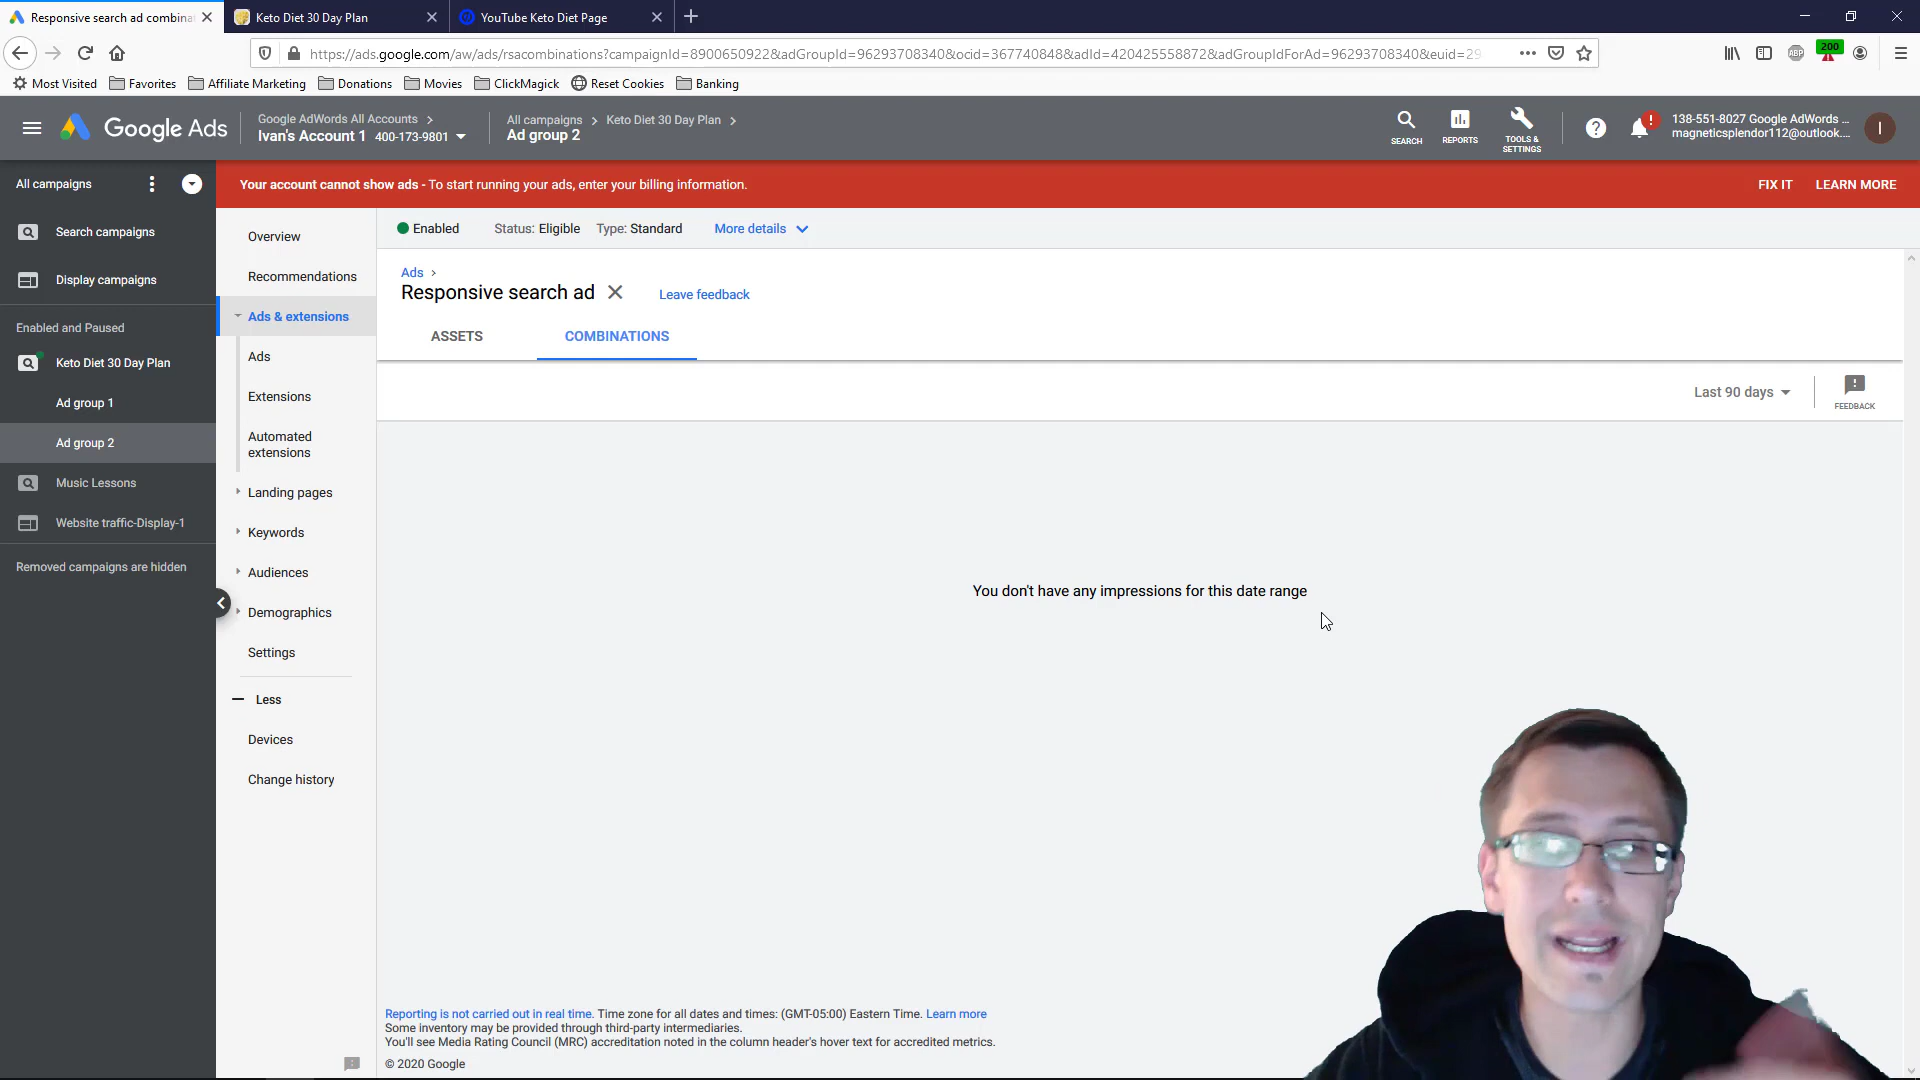 Responsive search ad combina
Keto Diet 30 Day Plan
YouTube Keto Diet Page
https://ads.google.com/aw/ads/rsacombinations?campaignId=8900650922&adGroupId=96293708340&ocid=367740848&adId=420425558872&adGroupIdForAd=96293708340&euid=29
200
ABP
Most Visited
Favorites
Affiliate Marketing
Donations
Movies
ClickMagick
Reset Cookies
Banking
Google Ads
Google AdWords All Accounts
Ivan's Account 1 400-173-9801
All campaigns > Keto Diet 30 Day Plan >
Ad group 2
SEARCH
REPORTS
TOOLS &
SETTINGS
138-551-8027 Google AdWords ...
magneticsplendor112@outlook....
I
All campaigns
Your account cannot show ads - To start running your ads, enter your billing information.
FIX IT
LEARN MORE
Search campaigns
Display campaigns
Enabled and Paused
Keto Diet 30 Day Plan
Ad group 1
Ad group 2
Music Lessons
Website traffic-Display-1
Removed campaigns are hidden
Overview
Recommendations
Ads & extensions
Ads
Extensions
Automated
extensions
Landing pages
Keywords
Audiences
Demographics
Settings
Less
Devices
Change history
Enabled
Status: Eligible
Type: Standard
More details
Ads >
Responsive search ad
Leave feedback
ASSETS
COMBINATIONS
Last 90 days
FEEDBACK
You don't have any impressions for this date range
Reporting is not carried out in real time. Time zone for all dates and times: (GMT-05:00) Eastern Time. Learn more
Some inventory may be provided through third-party intermediaries.
You'll see Media Rating Council (MRC) accreditation noted in the column header's hover text for accredited metrics.
© 2020 Google